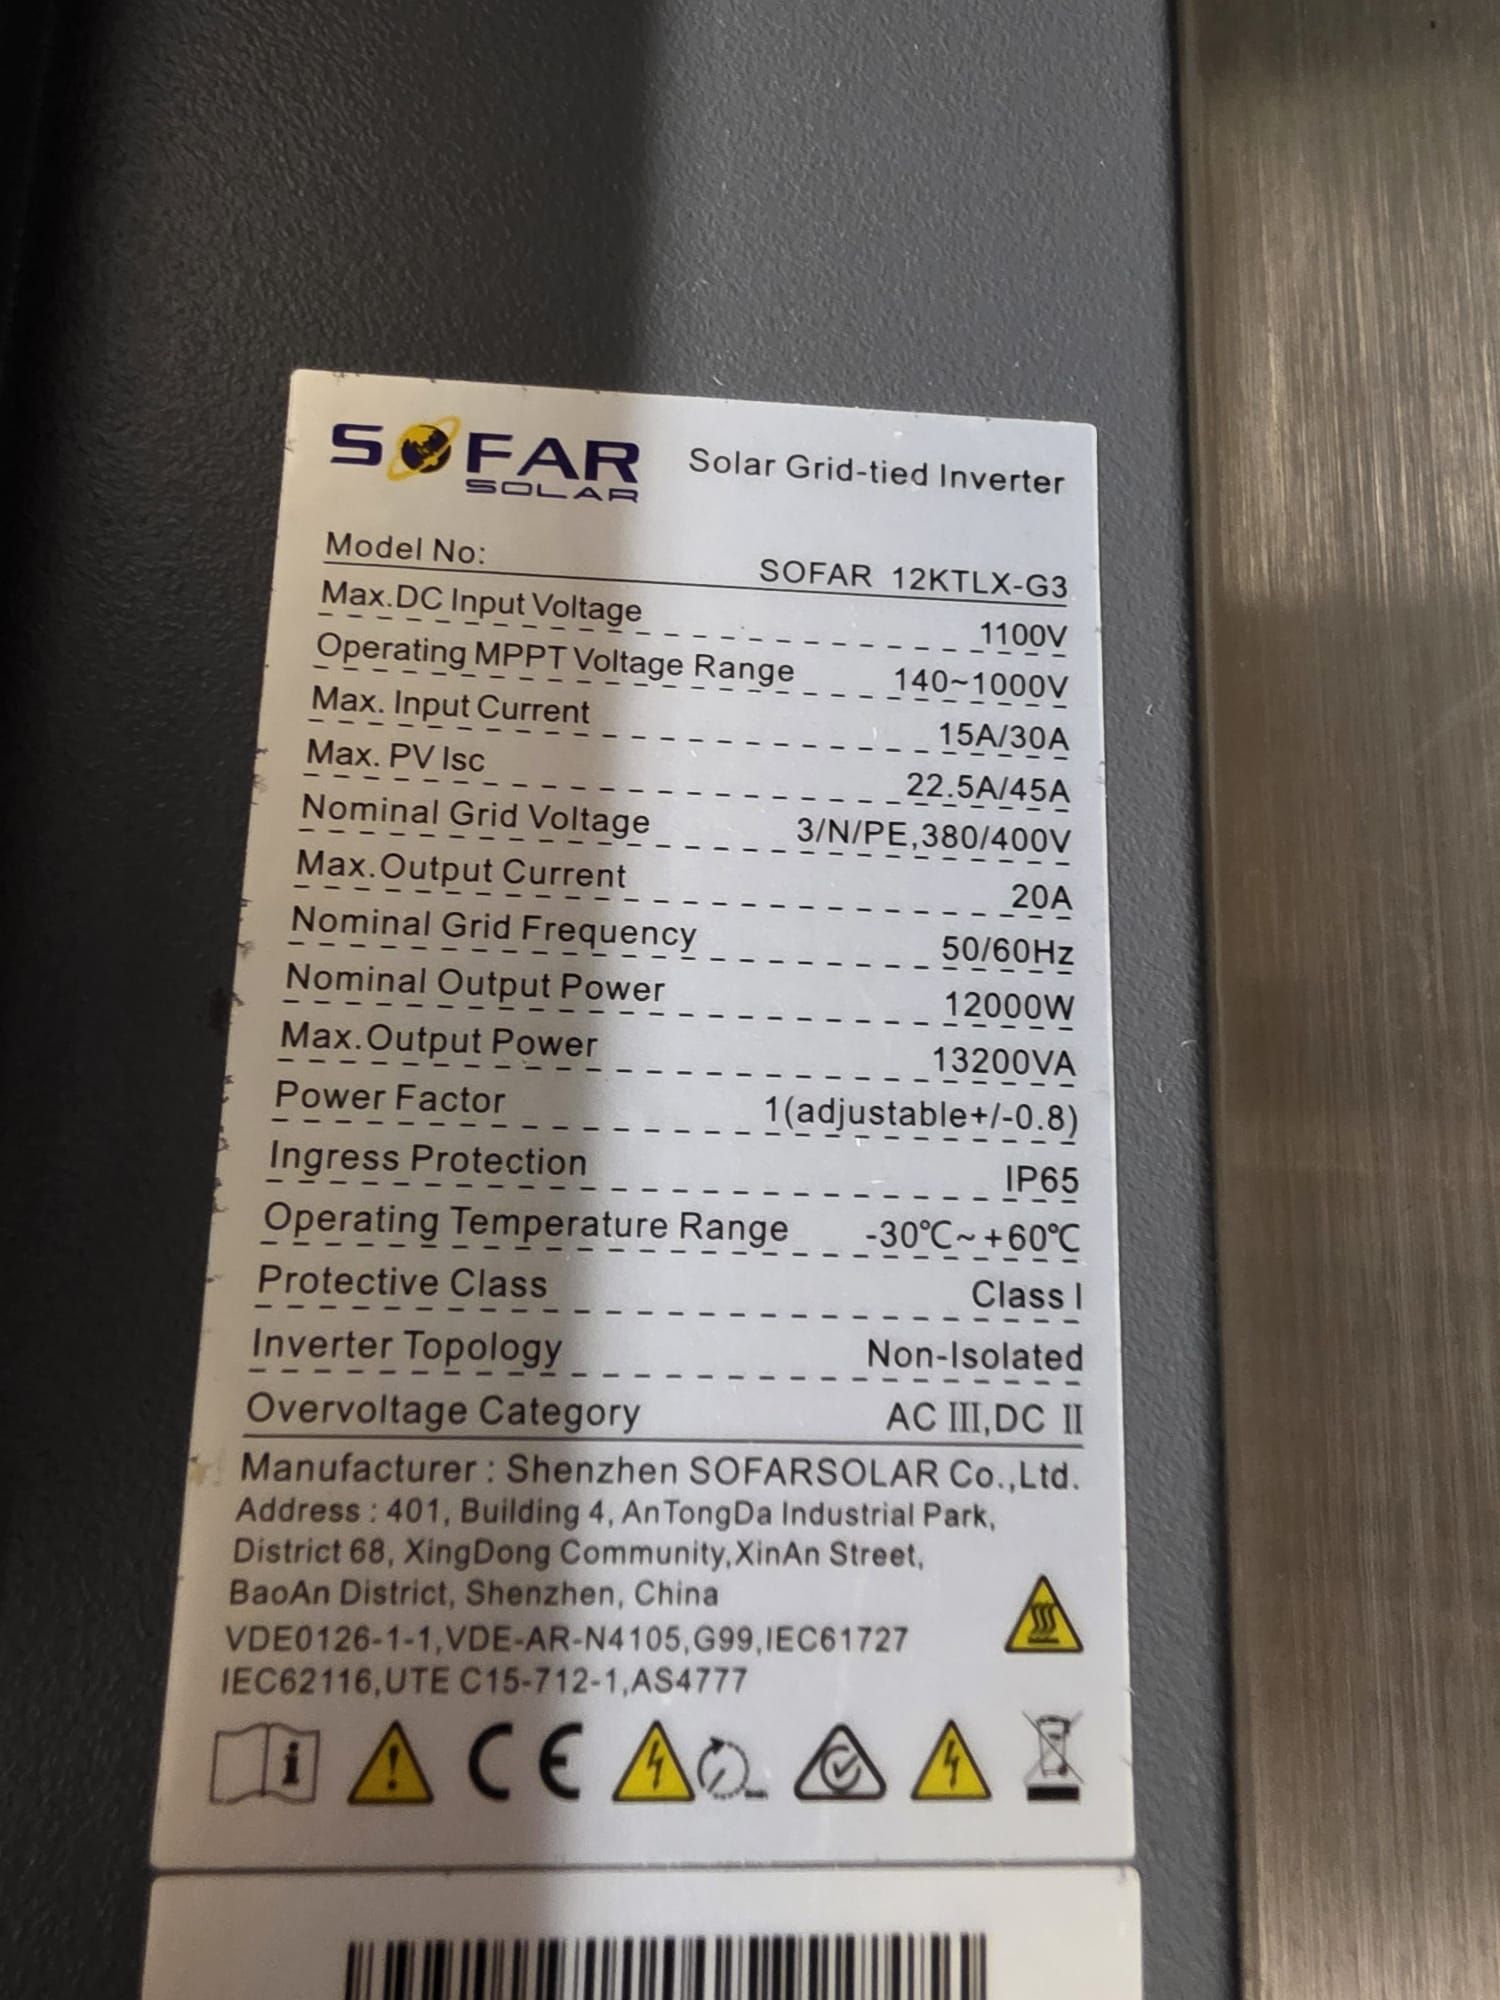 SOFAR SOLAR Solar Grid-tied Inverter
Model No: SOFAR 12KTLX-G3
Max.DC Input Voltage 1100V
Operating MPPT Voltage Range 140~1000V
Max. Input Current 15A/30A
Max. PV Isc 22.5A/45A
Nominal Grid Voltage 3/N/PE,380/400V
Max.Output Current 20A
Nominal Grid Frequency 50/60Hz
Nominal Output Power 12000W
Max.Output Power 13200VA
Power Factor 1(adjustable+/-0.8)
Ingress Protection IP65
Operating Temperature Range -30℃~+60℃
Protective Class Class I
Inverter Topology Non-Isolated
Overvoltage Category AC III,DC II
Manufacturer : Shenzhen SOFARSOLAR Co.,Ltd.
Address : 401, Building 4, AnTongDa Industrial Park,
District 68, XingDong Community,XinAn Street,
BaoAn District, Shenzhen, China
VDE0126-1-1,VDE-AR-N4105,G99,IEC61727
IEC62116,UTE C15-712-1,AS4777
CE